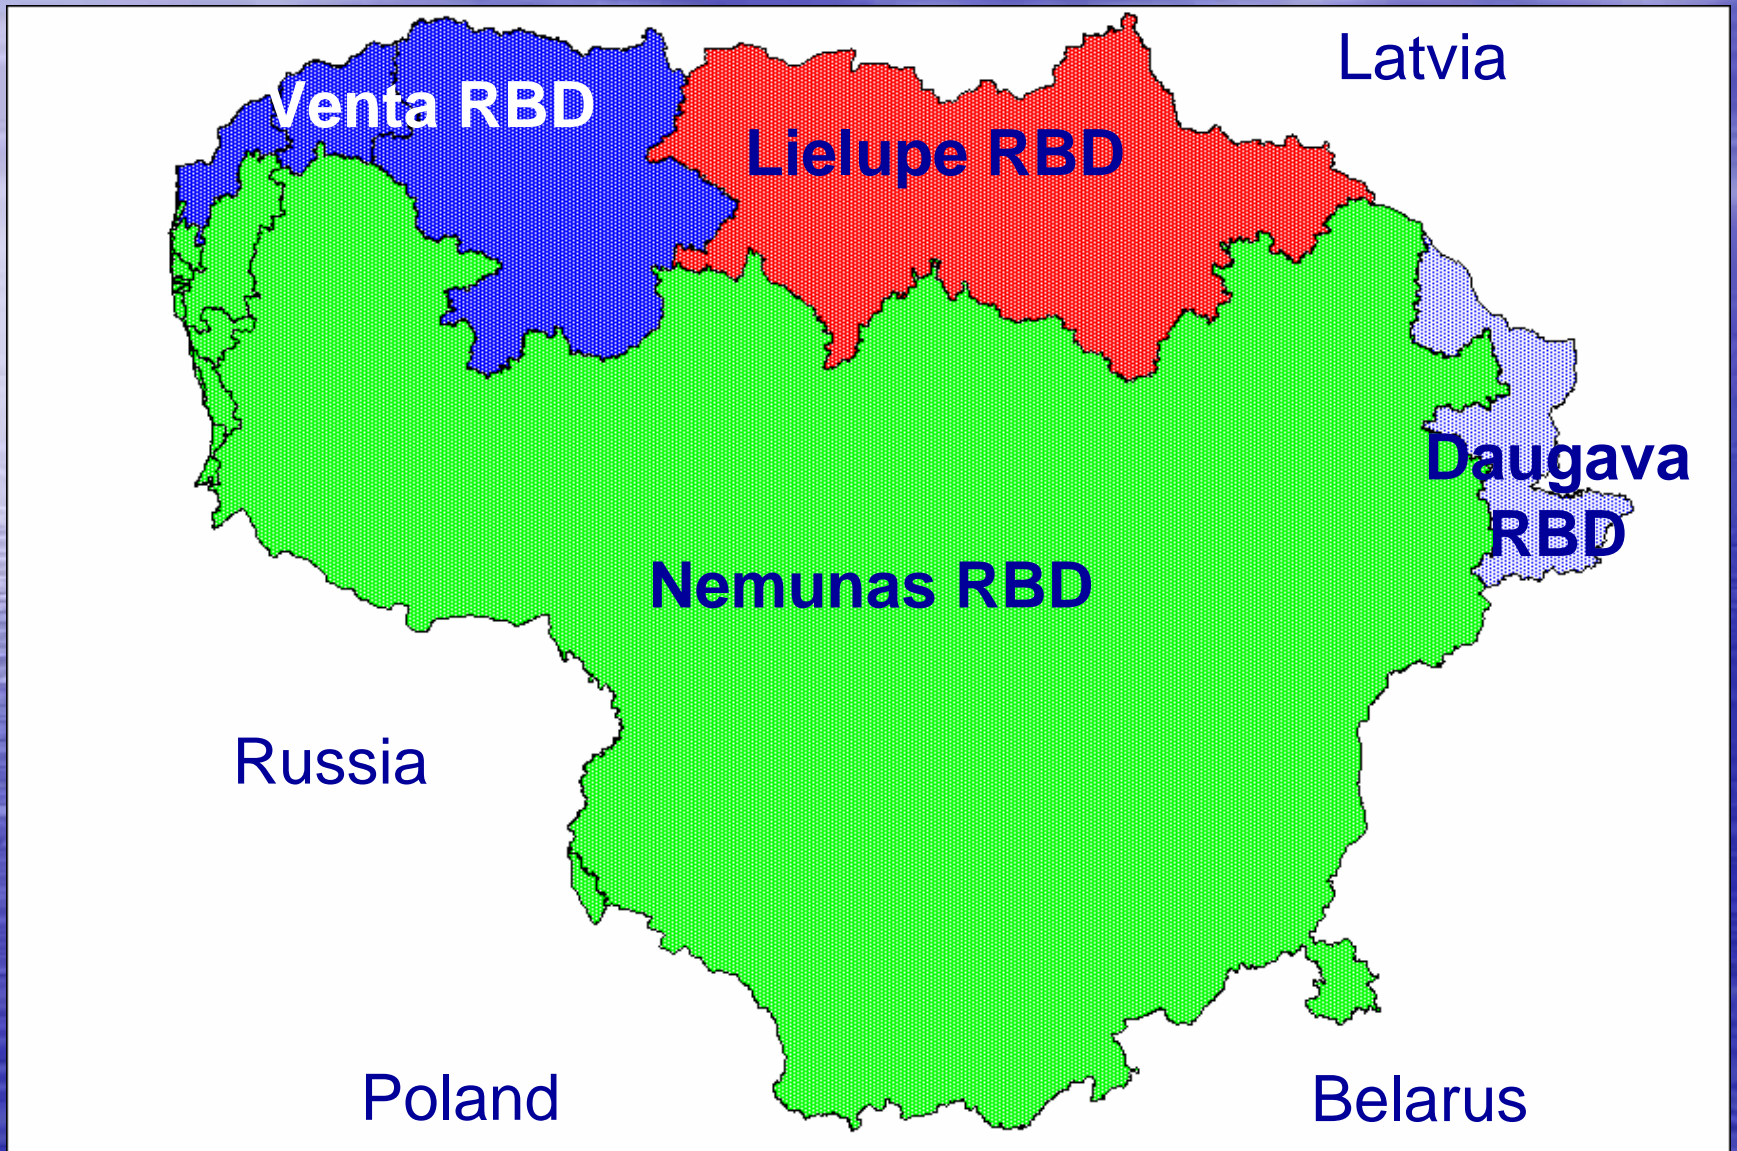 Latvia
Venta RBD
Lielupe RBD
Daugava
RBD
Nemunas RBD
Russia
Poland
Belarus